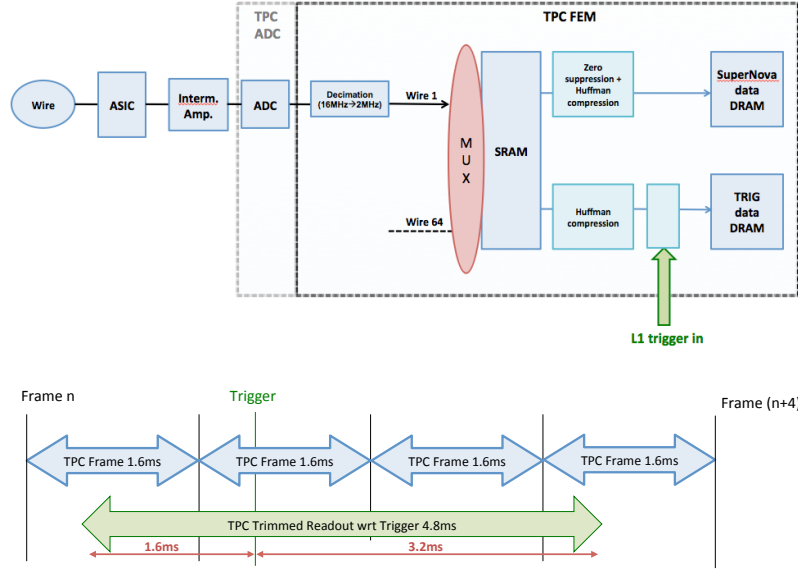 TPC
ADC
TPC FEM
Wire
ASIC
Interm.
Amp.
ADC
Decimation
(16MHz→2MHz)
Wire 1
Wire 64
M
U
X
SRAM
Zero
suppression +
Huffman
compression
SuperNova
data
DRAM
Huffman
compression
TRIG
data
DRAM
L1 trigger in
Frame n
Trigger
Frame (n+4)
TPC Frame 1.6ms
TPC Frame 1.6ms
TPC Frame 1.6ms
TPC Frame 1.6ms
TPC Trimmed Readout wrt Trigger 4.8ms
1.6ms
3.2ms